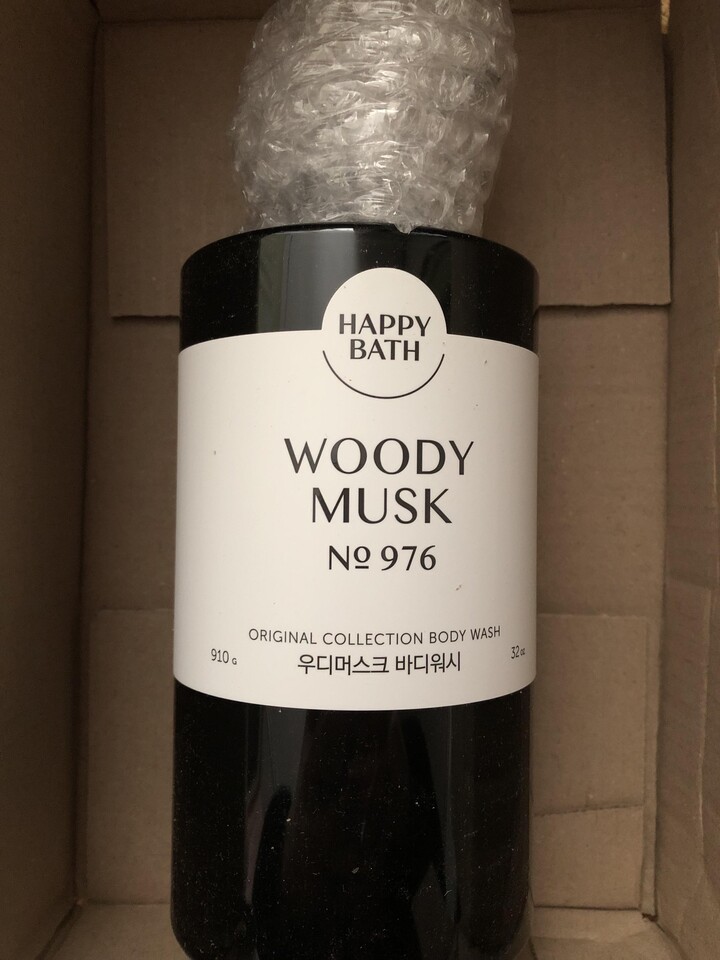 HAPPY
BATH
WOODY
MUSK
Nº 976
ORIGINAL COLLECTION BODY WASH
910 G
우디머스크 바디워시
32 oz